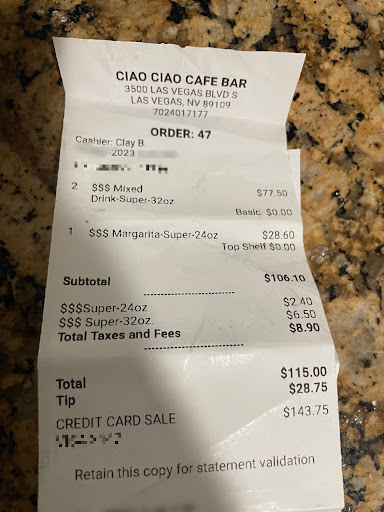 CIAO CIAO CAFE BAR
3500 LAS VEGAS BLVD S
LAS VEGAS, NV 89109
7024017177
ORDER: 47
Cashier: Clay B.
-2023
2 $$$ Mixed $77.50
Drink-Super-32oz
Basic $0.00
1 $$$ Margarita-Super-24oz $28.60
Top Shelf $0.00
Subtotal $106.10
$$$Super-24oz $2.40
$$$ Super-32oz. $6.50
Total Taxes and Fees $8.90
Total $115.00
Tip $28.75
CREDIT CARD SALE $143.75
Retain this copy for statement validation